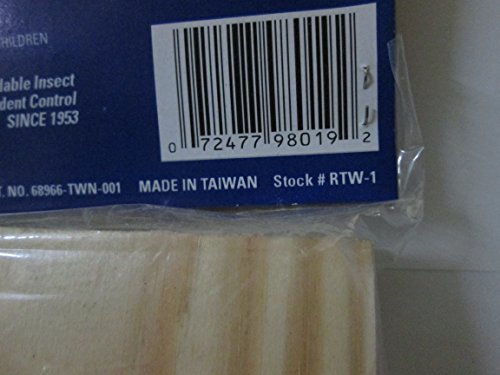 CHILDREN
dable Insect
dent Control
SINCE 1953
0 72477 98019 2
T. NO. 68966-TWN-001 MADE IN TAIWAN Stock # RTW-1